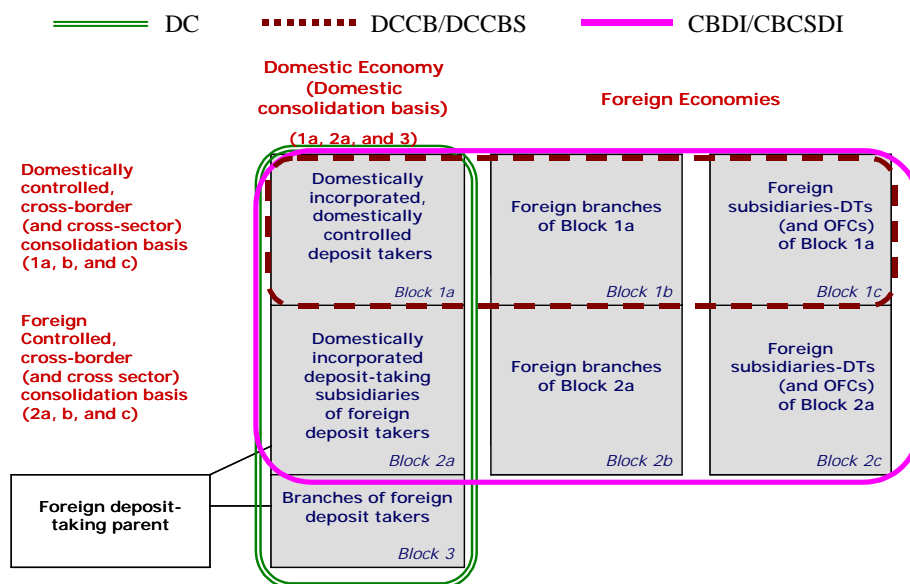 DC
DCCB/DCCBS
CBDI/CBCSDI
Domestic Economy
(Domestic
consolidation basis)
(1a, 2a, and 3)
Foreign Economies
Domestically
controlled,
cross-border
(and cross-sector)
consolidation basis
(1a, b, and c)
Domestically
incorporated,
domestically
controlled
deposit takers
Block 1a
Foreign branches
of Block 1a
Block 1b
Foreign
subsidiaries-DTs
(and OFCs)
of Block 1a
Block 1c
Foreign
Controlled,
cross-border
(and cross sector)
consolidation basis
(2a, b, and c)
Domestically
incorporated
deposit-taking
subsidiaries
of foreign
deposit takers
Block 2a
Foreign branches
of Block 2a
Block 2b
Foreign
subsidiaries-DTs
(and OFCs)
of Block 2a
Block 2c
Foreign deposit-
taking parent
Branches of foreign
deposit takers
Block 3